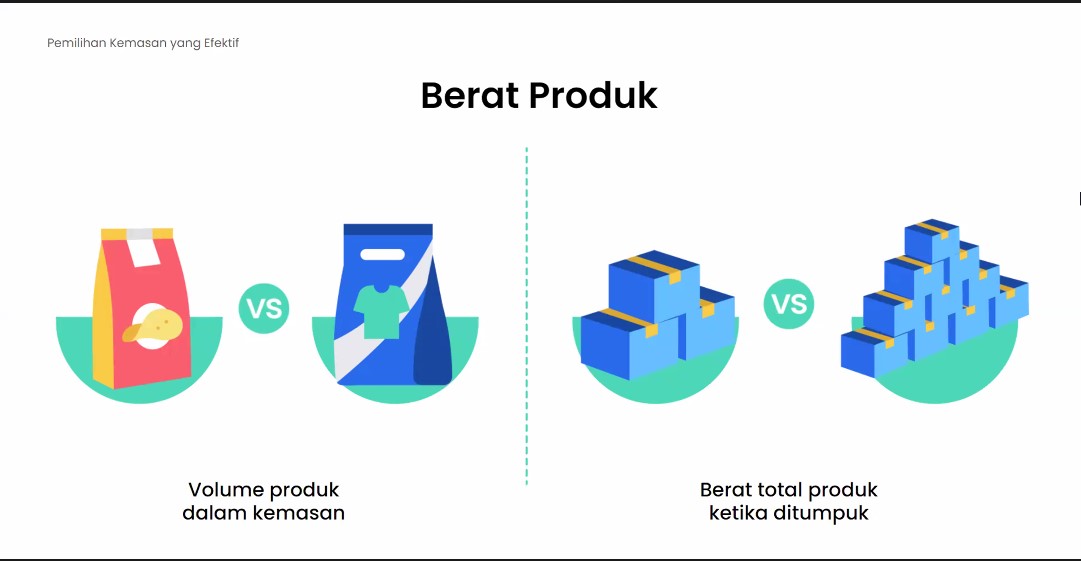 Pemilihan Kemasan yang Efektif
Berat Produk
VS
VS
Volume produk
dalam kemasan
Berat total produk
ketika ditumpuk